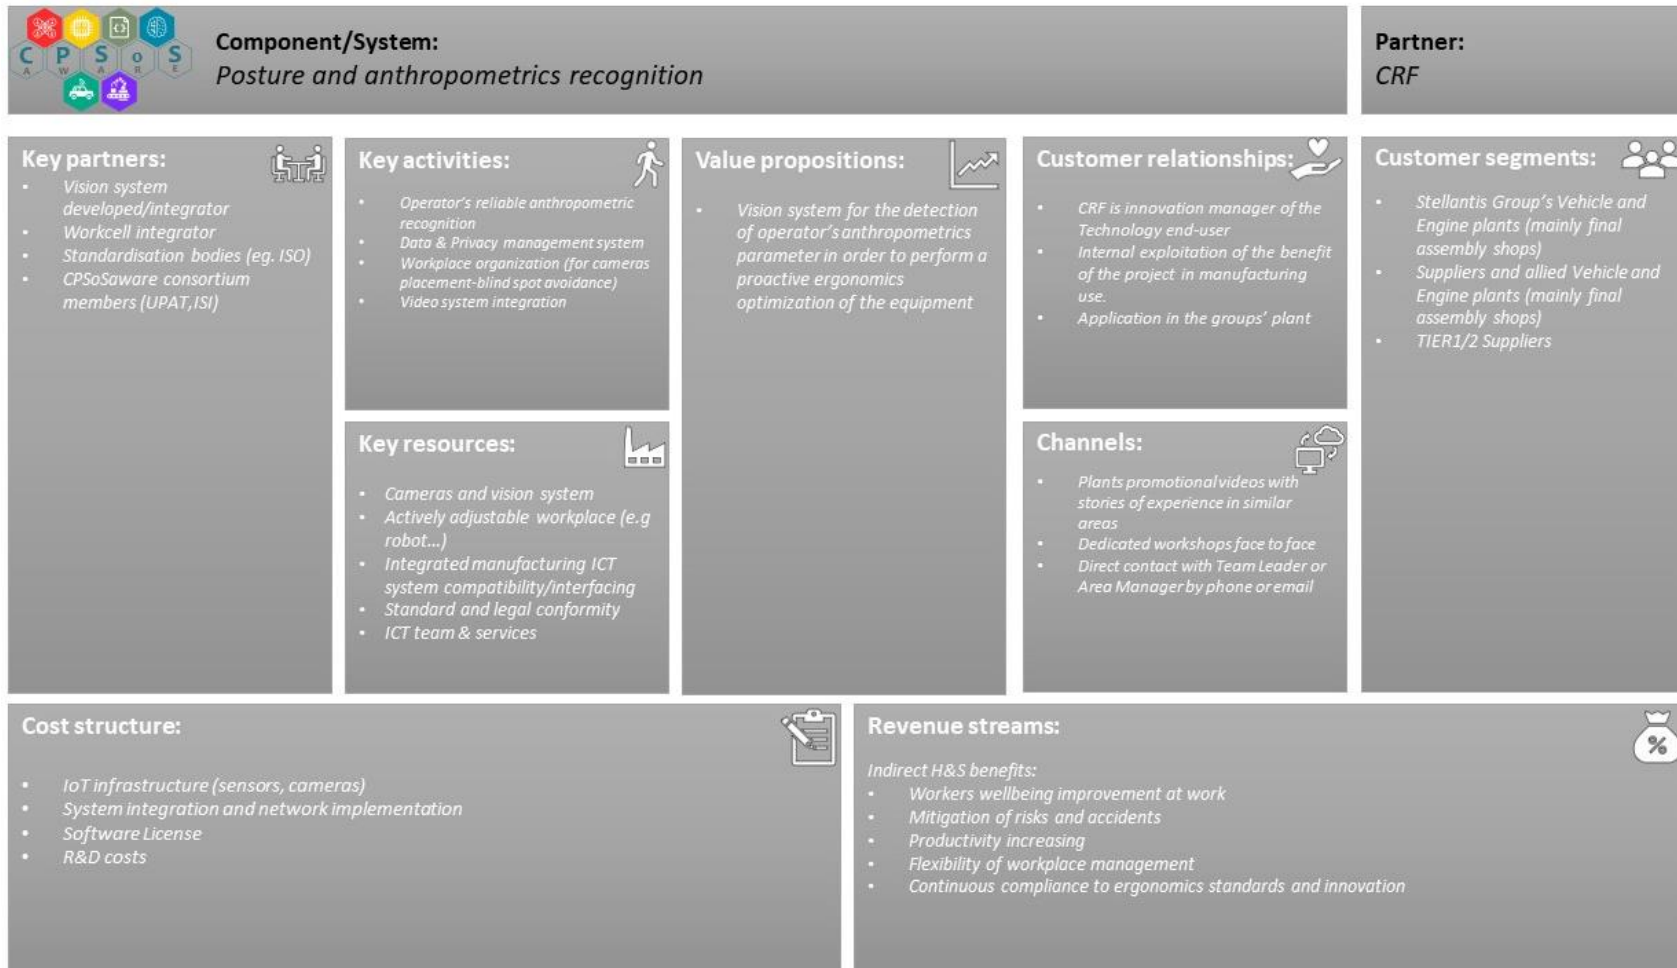 C P S o S
A W A R E
Component/System:
Posture and anthropometrics recognition
Partner:
CRF
Key partners:
• Vision system
developed/integrator
• Workcell integrator
• Standardisation bodies (eg. ISO)
• CPSoSaware consortium
members (UPAT,ISI)
Key activities:
• Operator's reliable anthropometric
recognition
• Data & Privacy management system
• Workplace organization (for cameras
placement-blind spot avoidance)
• Video system integration
Key resources:
• Cameras and vision system
• Actively adjustable workplace (e.g
robot...)
• Integrated manufacturing ICT
system compatibility/interfacing
• Standard and legal conformity
• ICT team & services
Value propositions:
• Vision system for the detection
of operator's anthropometrics
parameter in order to perform a
proactive ergonomics
optimization of the equipment
Customer relationships:
• CRF is innovation manager of the
Technology end-user
• Internal exploitation of the benefit
of the project in manufacturing
use.
• Application in the groups' plant
Channels:
• Plants promotional videos with
stories of experience in similar
areas
• Dedicated workshops face to face
• Direct contact with Team Leader or
Area Manager by phone or email
Customer segments:
• Stellantis Group's Vehicle and
Engine plants (mainly final
assembly shops)
• Suppliers and allied Vehicle and
Engine plants (mainly final
assembly shops)
• TIER1/2 Suppliers
Cost structure:
• IoT infrastructure (sensors, cameras)
• System integration and network implementation
• Software License
• R&D costs
Revenue streams:
%
Indirect H&S benefits:
• Workers wellbeing improvement at work
• Mitigation of risks and accidents
• Productivity increasing
• Flexibility of workplace management
• Continuous compliance to ergonomics standards and innovation